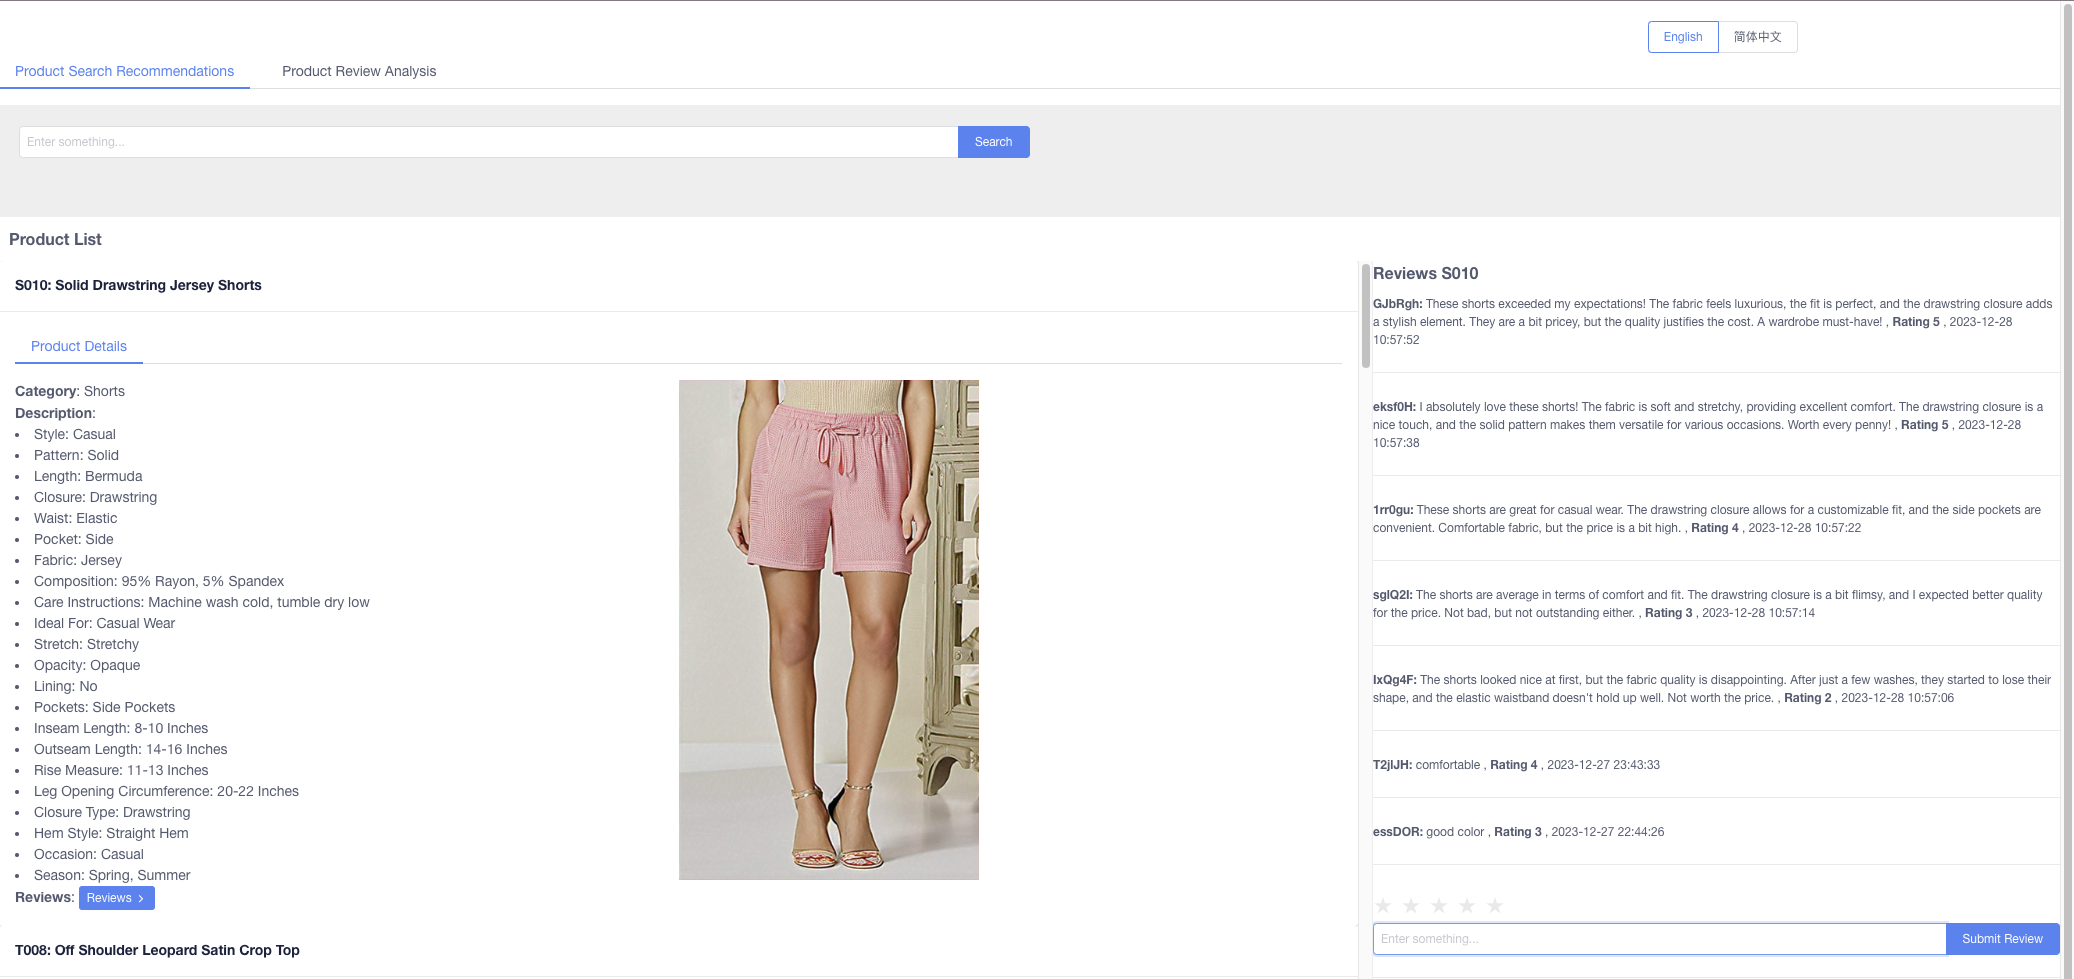 English
简体中文
Product Search Recommendations
Product Review Analysis
Enter something...
Search
Product List
S010: Solid Drawstring Jersey Shorts
Product Details
Category: Shorts
Description:
• Style: Casual
• Pattern: Solid
• Length: Bermuda
• Closure: Drawstring
• Waist: Elastic
• Pocket: Side
• Fabric: Jersey
• Composition: 95% Rayon, 5% Spandex
• Care Instructions: Machine wash cold, tumble dry low
• Ideal For: Casual Wear
• Stretch: Stretchy
• Opacity: Opaque
• Lining: No
• Pockets: Side Pockets
• Inseam Length: 8-10 Inches
• Outseam Length: 14-16 Inches
• Rise Measure: 11-13 Inches
• Leg Opening Circumference: 20-22 Inches
• Closure Type: Drawstring
• Hem Style: Straight Hem
• Occasion: Casual
• Season: Spring, Summer
Reviews: Reviews >
T008: Off Shoulder Leopard Satin Crop Top
Reviews S010
GJbRgh: These shorts exceeded my expectations! The fabric feels luxurious, the fit is perfect, and the drawstring closure adds
a stylish element. They are a bit pricey, but the quality justifies the cost. A wardrobe must-have! , Rating 5 , 2023-12-28
10:57:52
eksf0H: I absolutely love these shorts! The fabric is soft and stretchy, providing excellent comfort. The drawstring closure is a
nice touch, and the solid pattern makes them versatile for various occasions. Worth every penny! , Rating 5 , 2023-12-28
10:57:38
1rr0gu: These shorts are great for casual wear. The drawstring closure allows for a customizable fit, and the side pockets are
convenient. Comfortable fabric, but the price is a bit high. , Rating 4 , 2023-12-28 10:57:22
sglQ2I: The shorts are average in terms of comfort and fit. The drawstring closure is a bit flimsy, and I expected better quality
for the price. Not bad, but not outstanding either. , Rating 3 , 2023-12-28 10:57:14
IxQg4F: The shorts looked nice at first, but the fabric quality is disappointing. After just a few washes, they started to lose their
shape, and the elastic waistband doesn't hold up well. Not worth the price. , Rating 2 , 2023-12-28 10:57:06
T2jlJH: comfortable , Rating 4 , 2023-12-27 23:43:33
essDOR: good color , Rating 3 , 2023-12-27 22:44:26
Enter something...
Submit Review